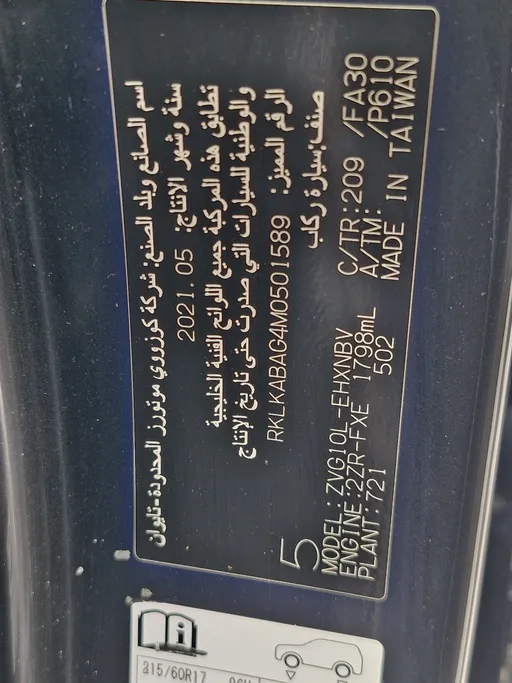 اسم الصانع وبلد الصنع: شركة كوزروي موتورز المحدودة-تايوان
سنة وشهر الإنتاج: 2021.05
تطابق هذه المركبة جميع اللوائح الفنية الخليجية
والوطنية للسيارات التي صدرت حتى تاريخ الإنتاج
الرقم المميز: RKLKABAG4M0501589
صنف:سيارة ركاب
5
MODEL:ZVG10L-EHXNBV
ENGINE:2ZR-FXE 1798mL
PLANT:721 502
C/TR:209 /FA30
A/TM: /P610
MADE IN TAIWAN
i
215/60R17